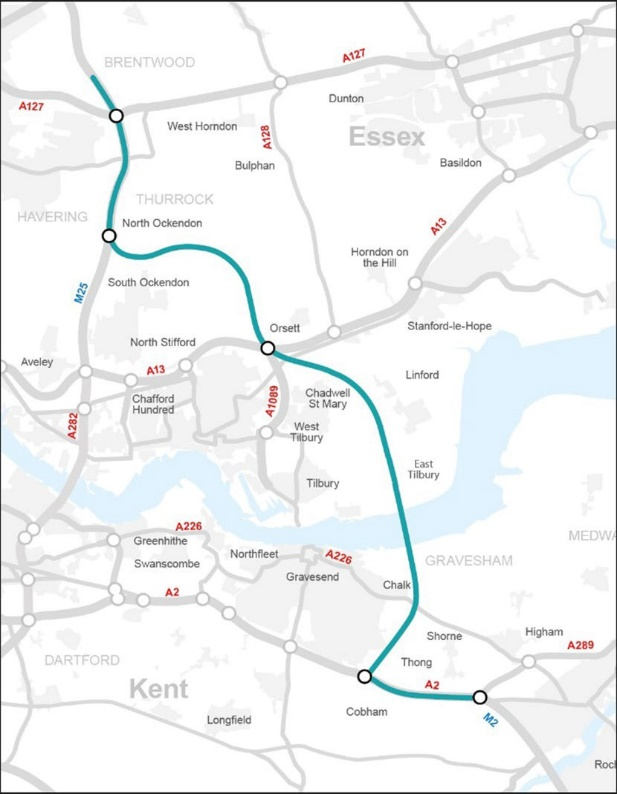 BRENTWOOD
A127
Dunton
A127
West Horndon
A128
Essex
Bulphan
Basildon
THURROCK
HAVERING
North Ockendon
A13
Horndon on
the Hill
South Ockendon
M25
Orsett
Stanford-le-Hope
North Stifford
Aveley
A13
Linford
Chafford
Hundred
A1089
Chadwell
St Mary
A282
West
Tilbury
East
Tilbury
Tilbury
A226
MEDWA
Greenhithe
Northfleet
A226
GRAVESHAM
Swanscombe
Gravesend
Chalk
A2
Shorne
Higham
A289
DARTFORD
Thong
Kent
A2
Cobham
M2
Longfield
Roc